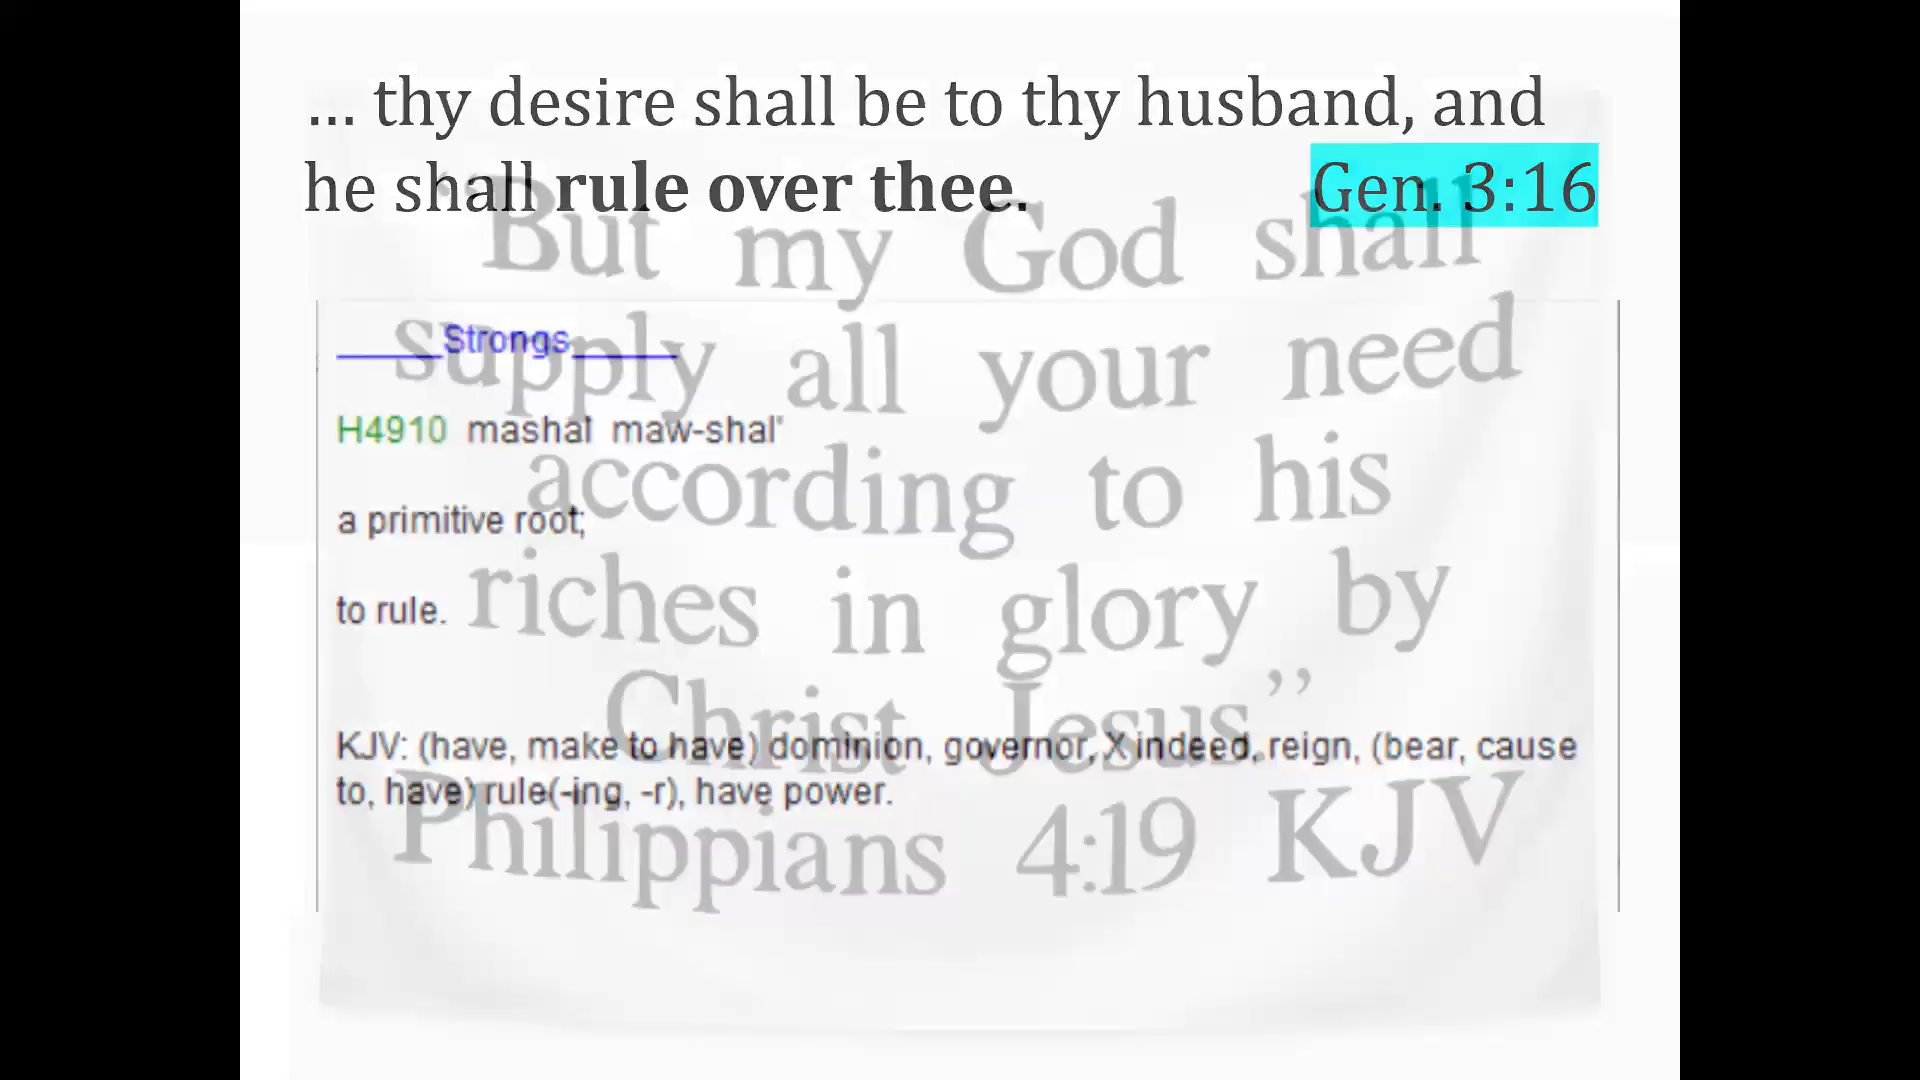 ... thy desire shall be to thy husband, and
he shall rule over thee. Gen. 3:16
Strongs
H4910 mashal maw-shal'
a primitive root;
to rule.
KJV: (have, make to have) dominion, governor, X indeed, reign, (bear, cause
to, have) rule(-ing, -r), have power.
“But my God shall
supply all your need
according to his
riches in glory by
Christ Jesus”
Philippians 4:19 KJV